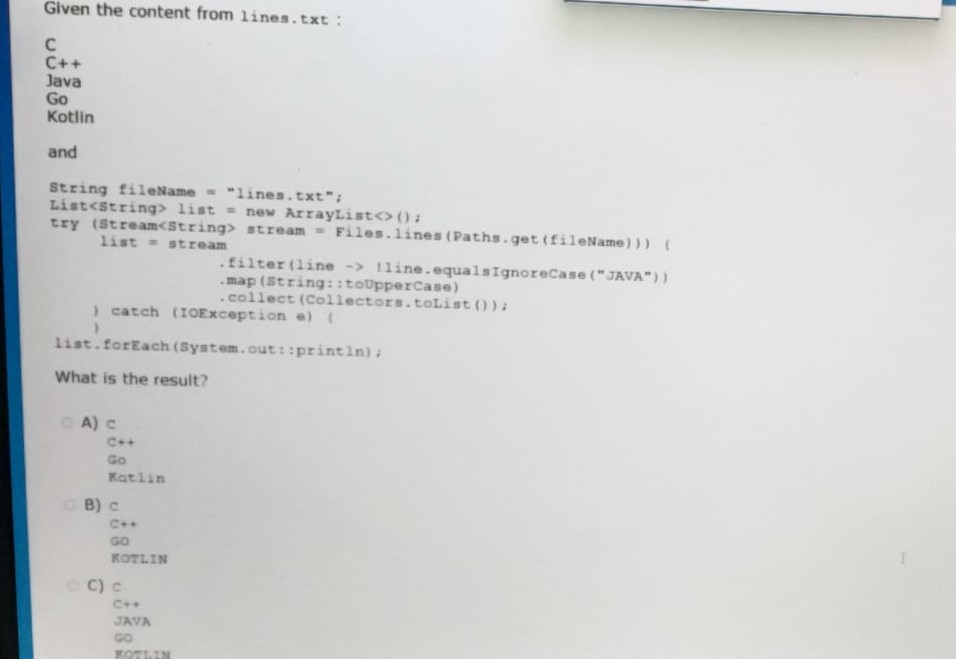 Given the content from lines.txt :
C
C++
Java
Go
Kotlin
and
String fileName = "lines.txt";
List<String> list = new ArrayList<>();
try (Stream<String> stream = Files.lines(Paths.get(fileName))) {
list = stream
.filter(line -> !line.equalsIgnoreCase("JAVA"))
.map(String::toUpperCase)
.collect(Collectors.toList());
} catch (IOException e) {
}
list.forEach(System.out::println);
What is the result?
A) C
C++
Go
Kotlin
B) C
C++
GO
KOTLIN
C) C
C++
JAVA
GO
KOTLIN